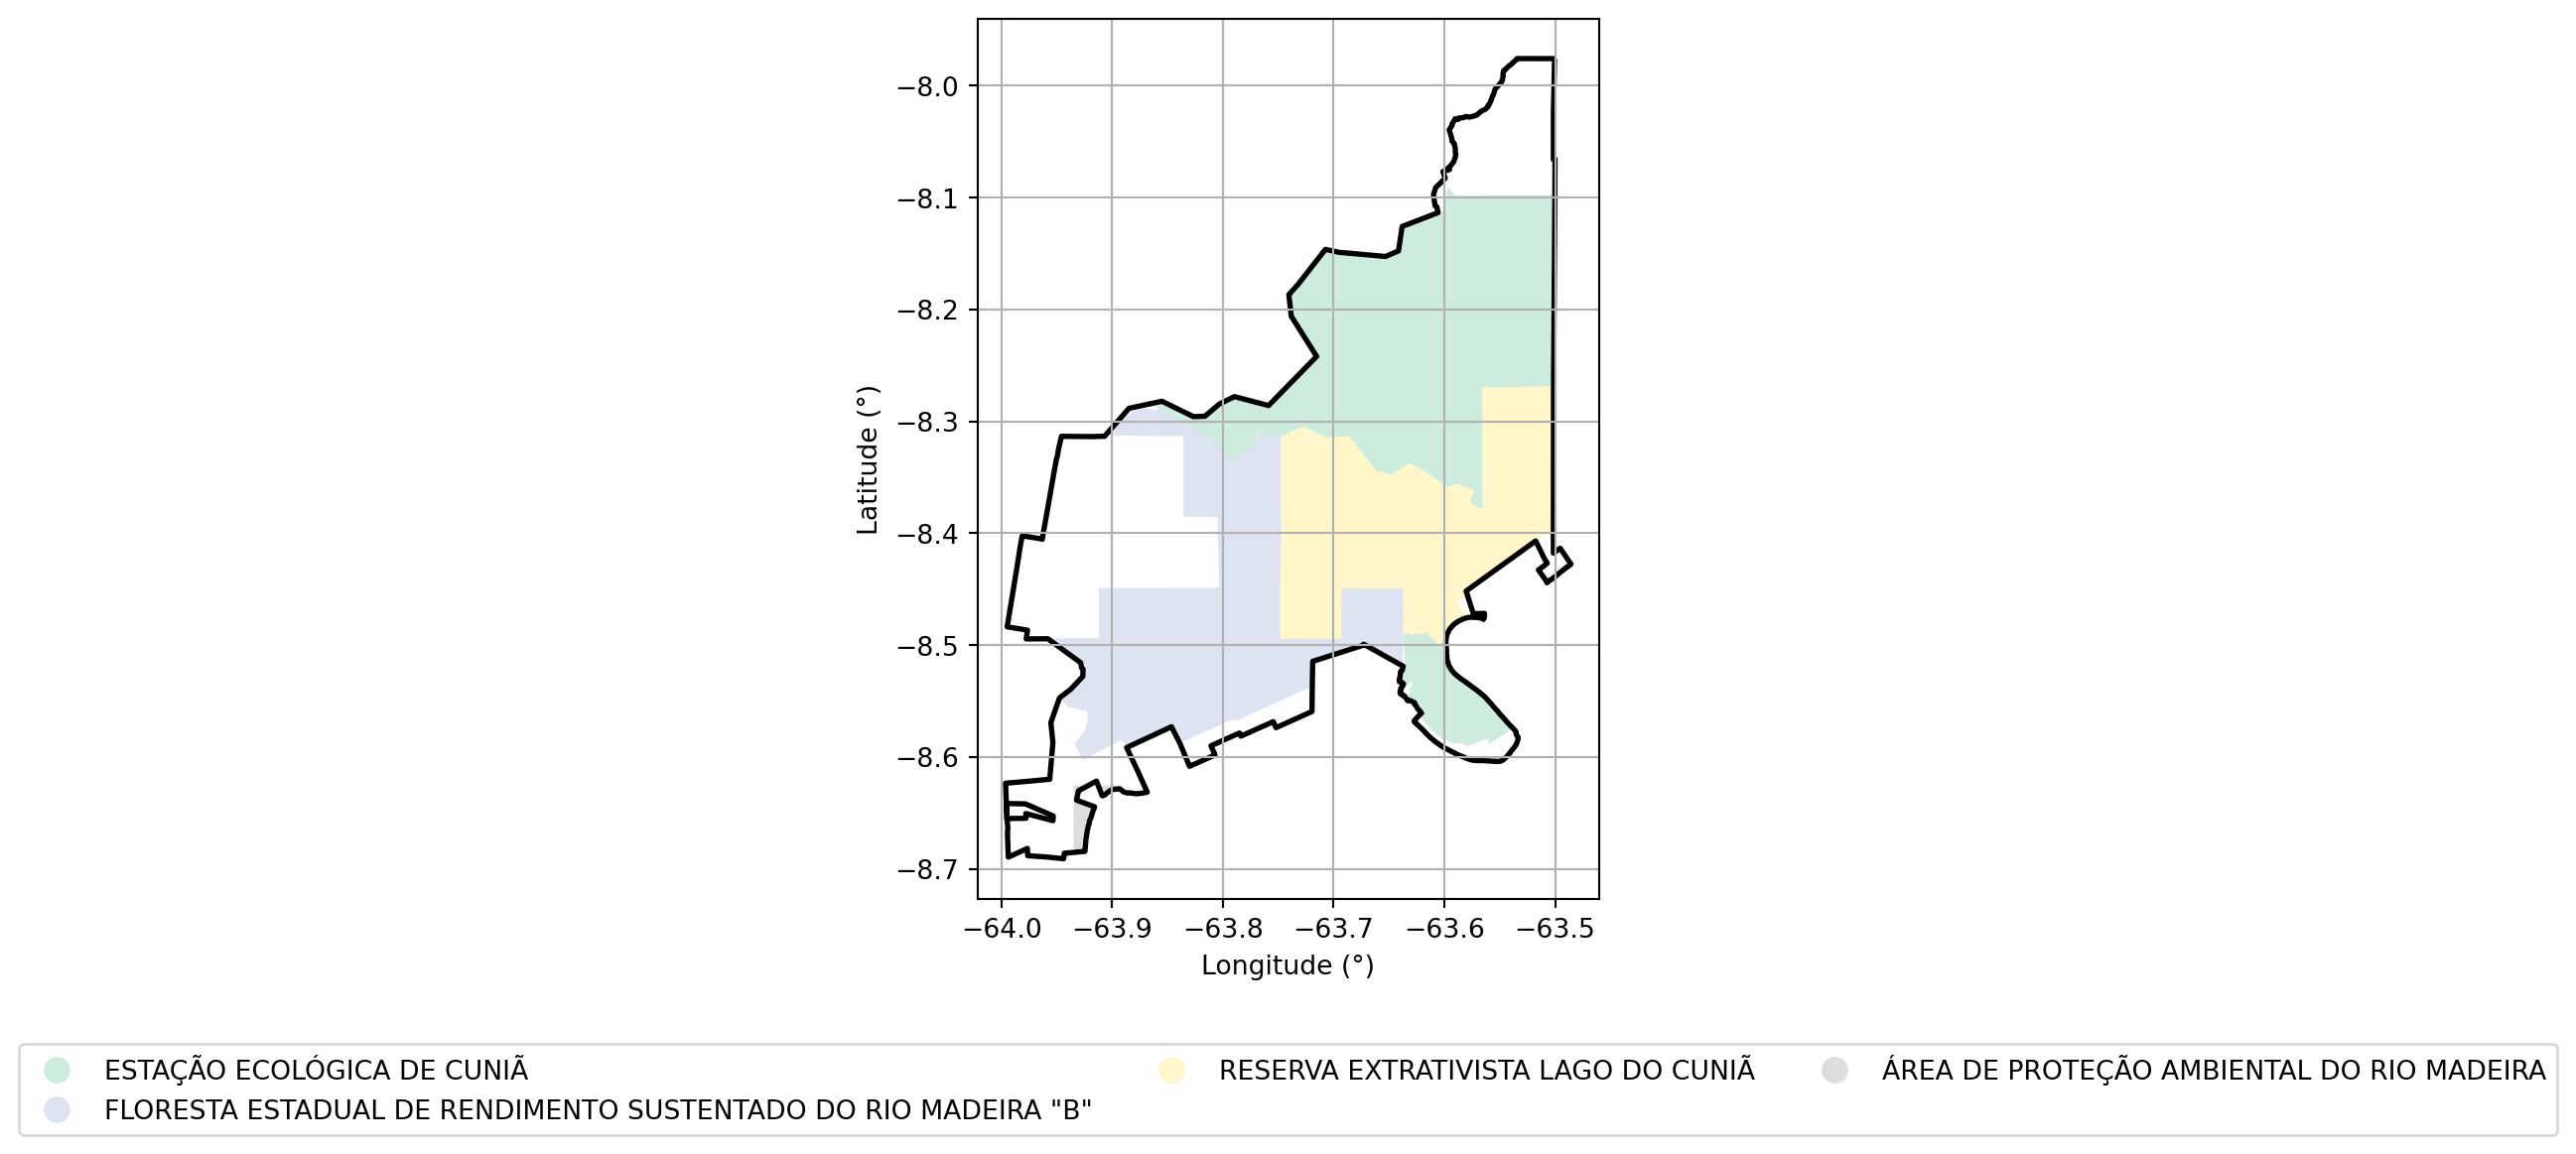 −8.0
−8.1
−8.2
−8.3
−8.4
−8.5
−8.6
−8.7
Latitude (°)
−64.0 −63.9 −63.8 −63.7 −63.6 −63.5
Longitude (°)
ESTAÇÃO ECOLÓGICA DE CUNIÃ
FLORESTA ESTADUAL DE RENDIMENTO SUSTENTADO DO RIO MADEIRA "B"
RESERVA EXTRATIVISTA LAGO DO CUNIÃ
ÁREA DE PROTEÇÃO AMBIENTAL DO RIO MADEIRA